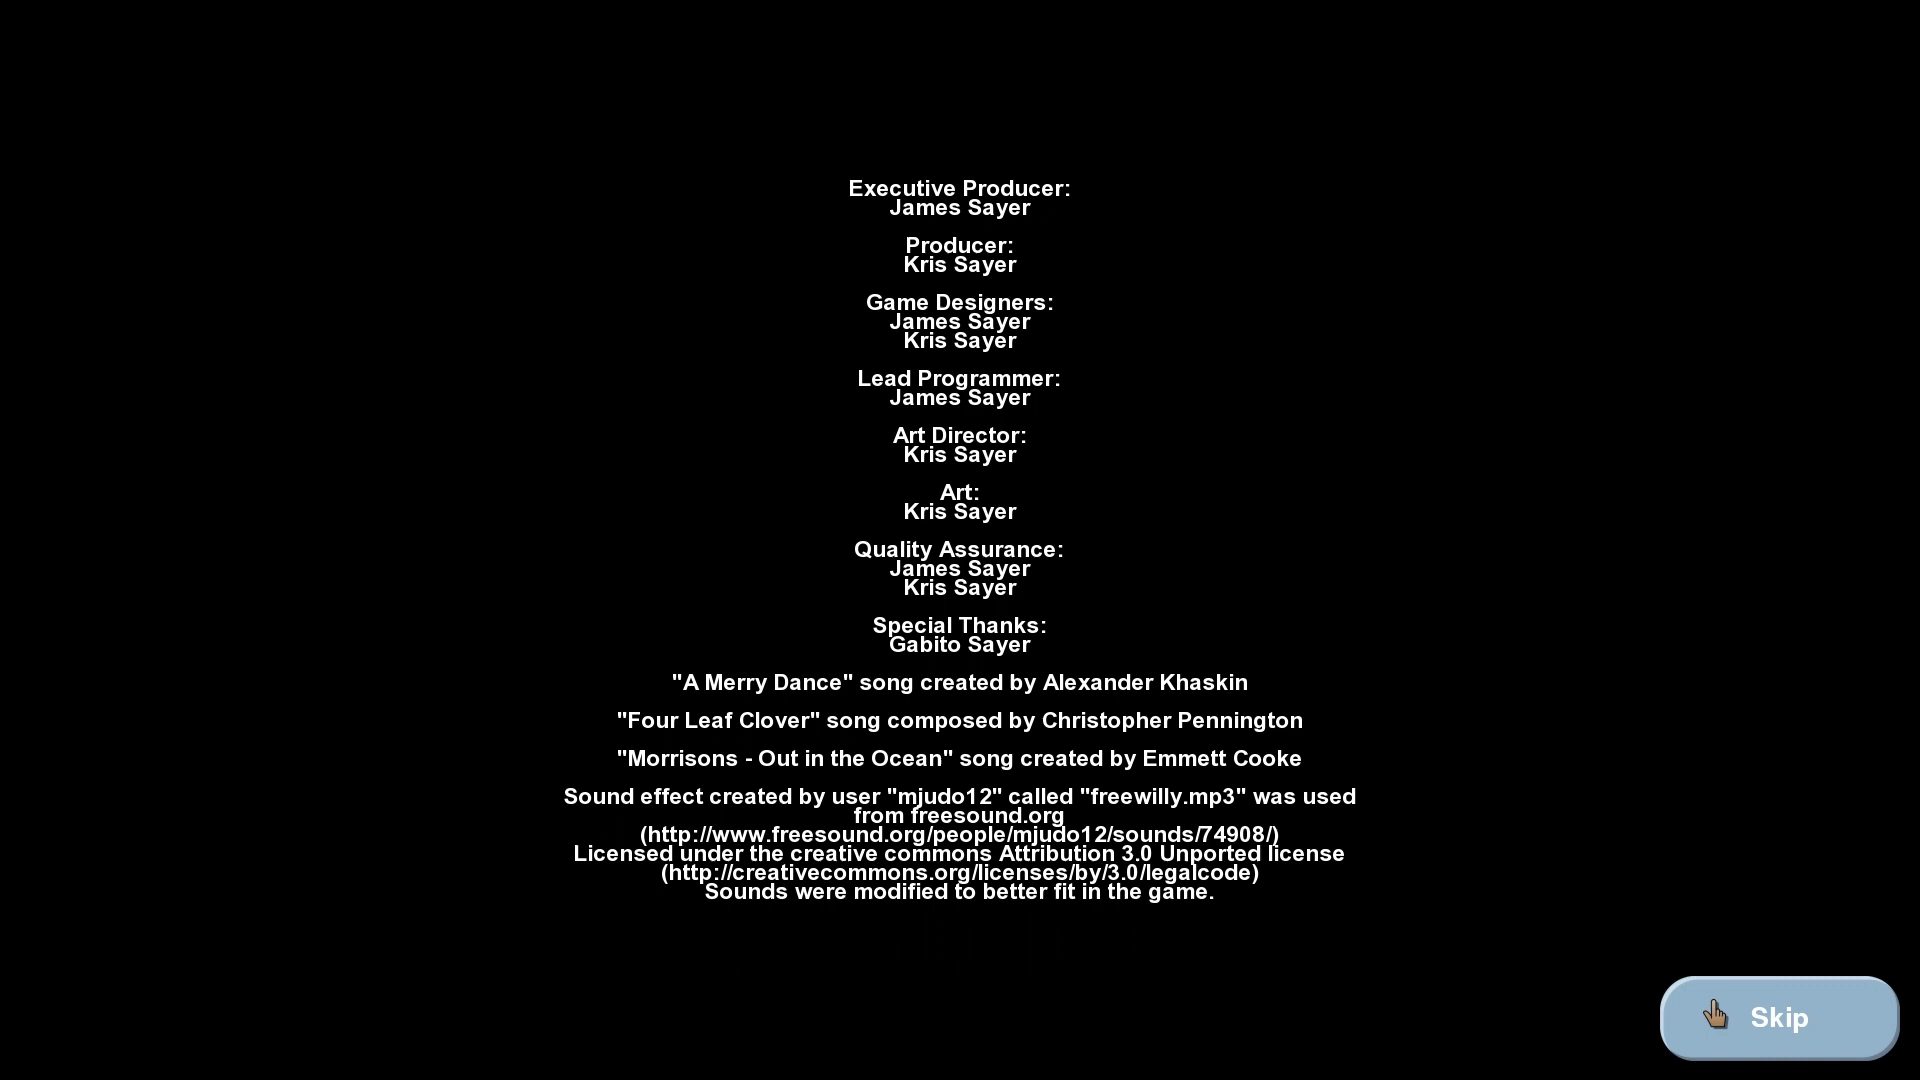 Executive Producer:
James Sayer
Producer:
Kris Sayer
Game Designers:
James Sayer
Kris Sayer
Lead Programmer:
James Sayer
Art Director:
Kris Sayer
Art:
Kris Sayer
Quality Assurance:
James Sayer
Kris Sayer
Special Thanks:
Gabito Sayer
"A Merry Dance" song created by Alexander Khaskin
"Four Leaf Clover" song composed by Christopher Pennington
"Morrisons - Out in the Ocean" song created by Emmett Cooke
Sound effect created by user "mjudo12" called "freewilly.mp3" was used
from freesound.org
(http://www.freesound.org/people/mjudo12/sounds/74908/)
Licensed under the creative commons Attribution 3.0 Unported license
(http://creativecommons.org/licenses/by/3.0/legalcode)
Sounds were modified to better fit in the game.
Skip